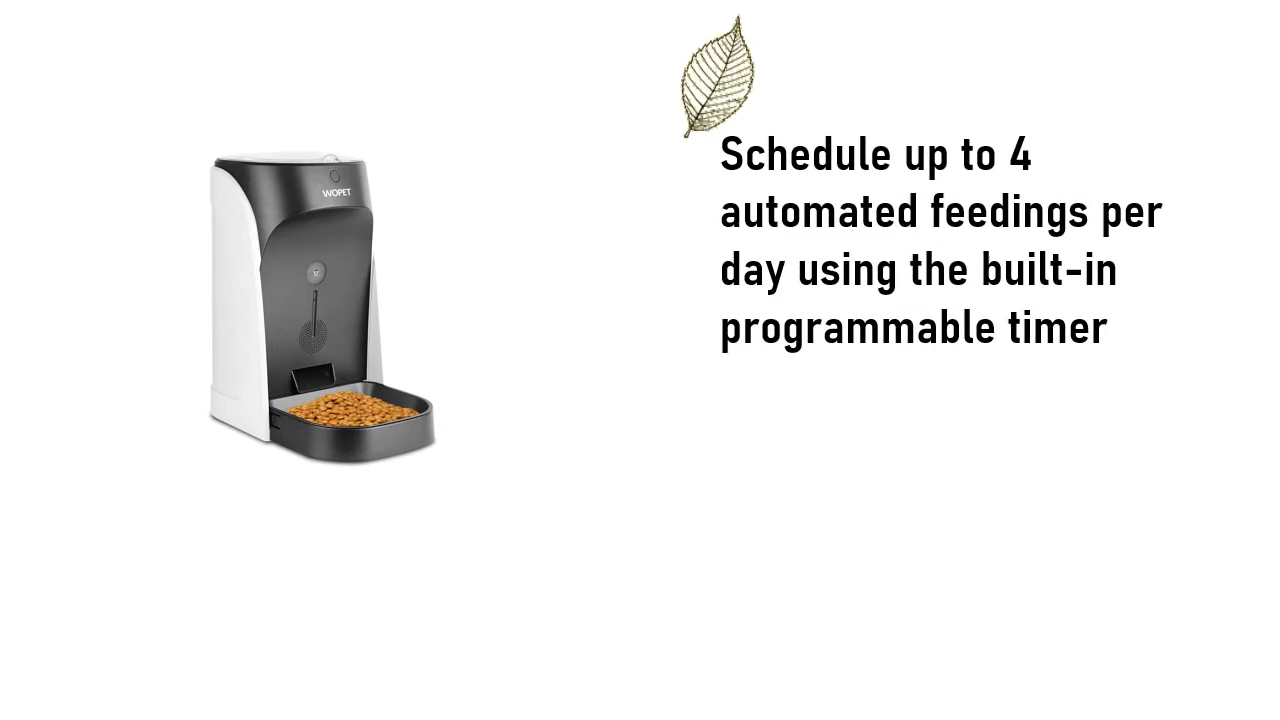 WOPET
Schedule up to 4
automated feedings per
day using the built-in
programmable timer